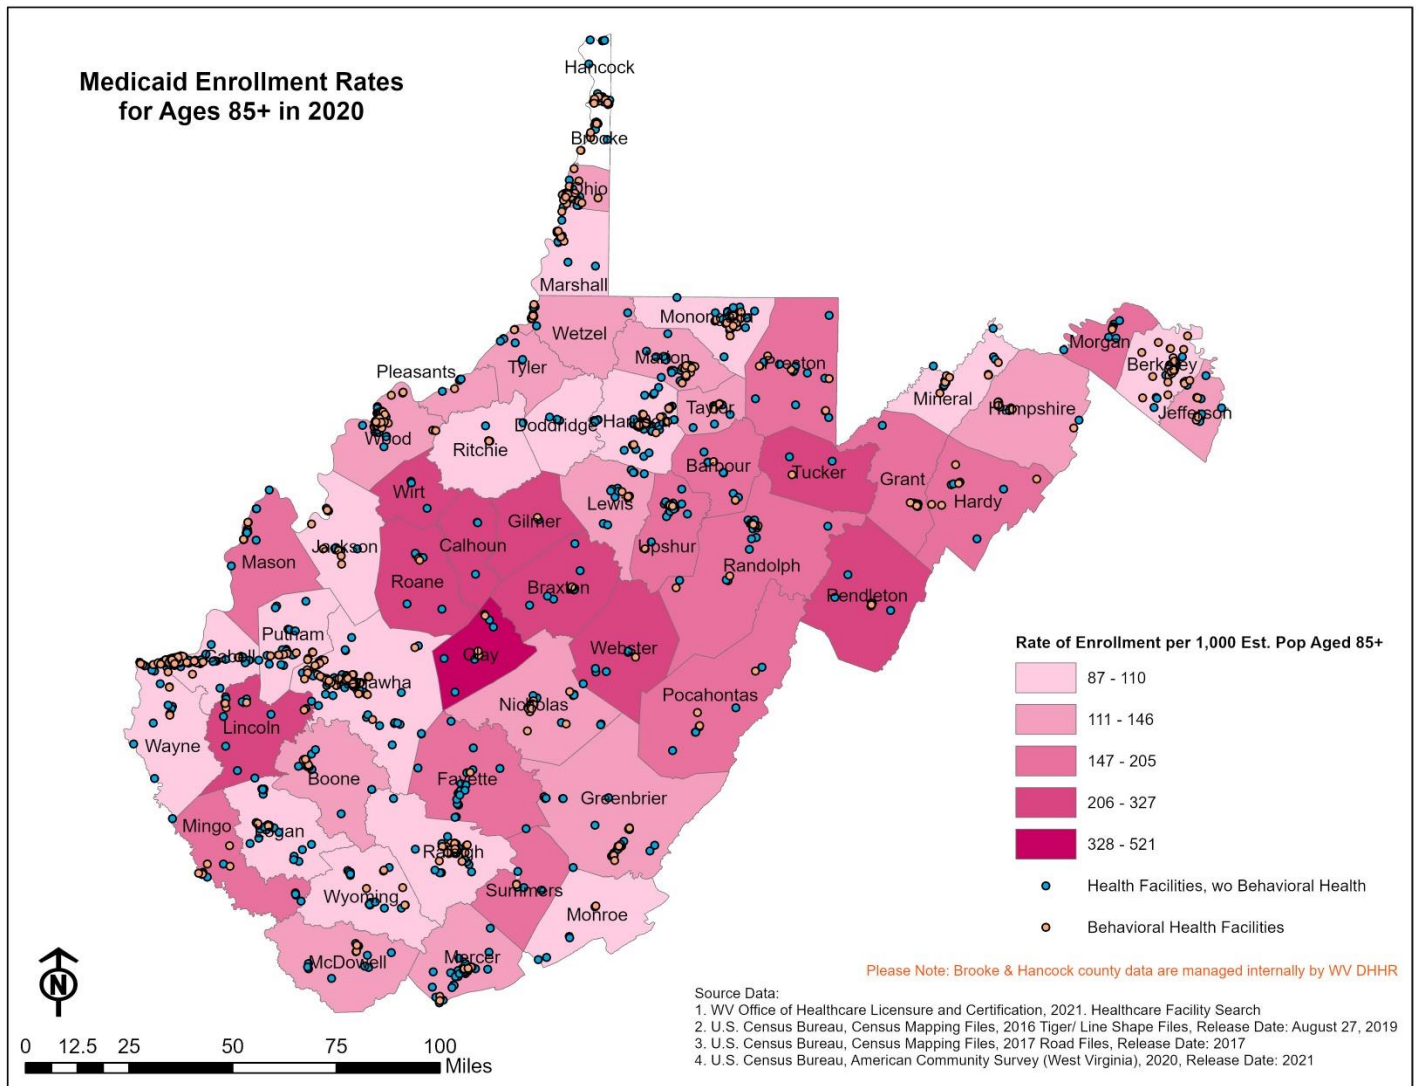 Medicaid Enrollment Rates
for Ages 85+ in 2020
Hancock
Brooke
Ohio
Marshall
Wetzel
Monongalia
Marion
Preston
Tyler
Pleasants
Wood
Ritchie
Doddridge
Harrison
Taylor
Mineral
Hampshire
Morgan
Berkeley
Jefferson
Barbour
Tucker
Grant
Hardy
Wirt
Calhoun
Gilmer
Lewis
Upshur
Randolph
Pendleton
Mason
Jackson
Roane
Braxton
Webster
Putnam
Cabell
Kanawha
Clay
Nicholas
Pocahontas
Wayne
Lincoln
Boone
Fayette
Greenbrier
Mingo
Logan
Raleigh
Summers
Wyoming
Monroe
McDowell
Mercer
Rate of Enrollment per 1,000 Est. Pop Aged 85+
87 - 110
111 - 146
147 - 205
206 - 327
328 - 521
Health Facilities, wo Behavioral Health
Behavioral Health Facilities
Please Note: Brooke & Hancock county data are managed internally by WV DHHR
Source Data:
1. WV Office of Healthcare Licensure and Certification, 2021. Healthcare Facility Search
2. U.S. Census Bureau, Census Mapping Files, 2016 Tiger/ Line Shape Files, Release Date: August 27, 2019
3. U.S. Census Bureau, Census Mapping Files, 2017 Road Files, Release Date: 2017
4. U.S. Census Bureau, American Community Survey (West Virginia), 2020, Release Date: 2021
N
0 12.5 25 50 75 100
Miles